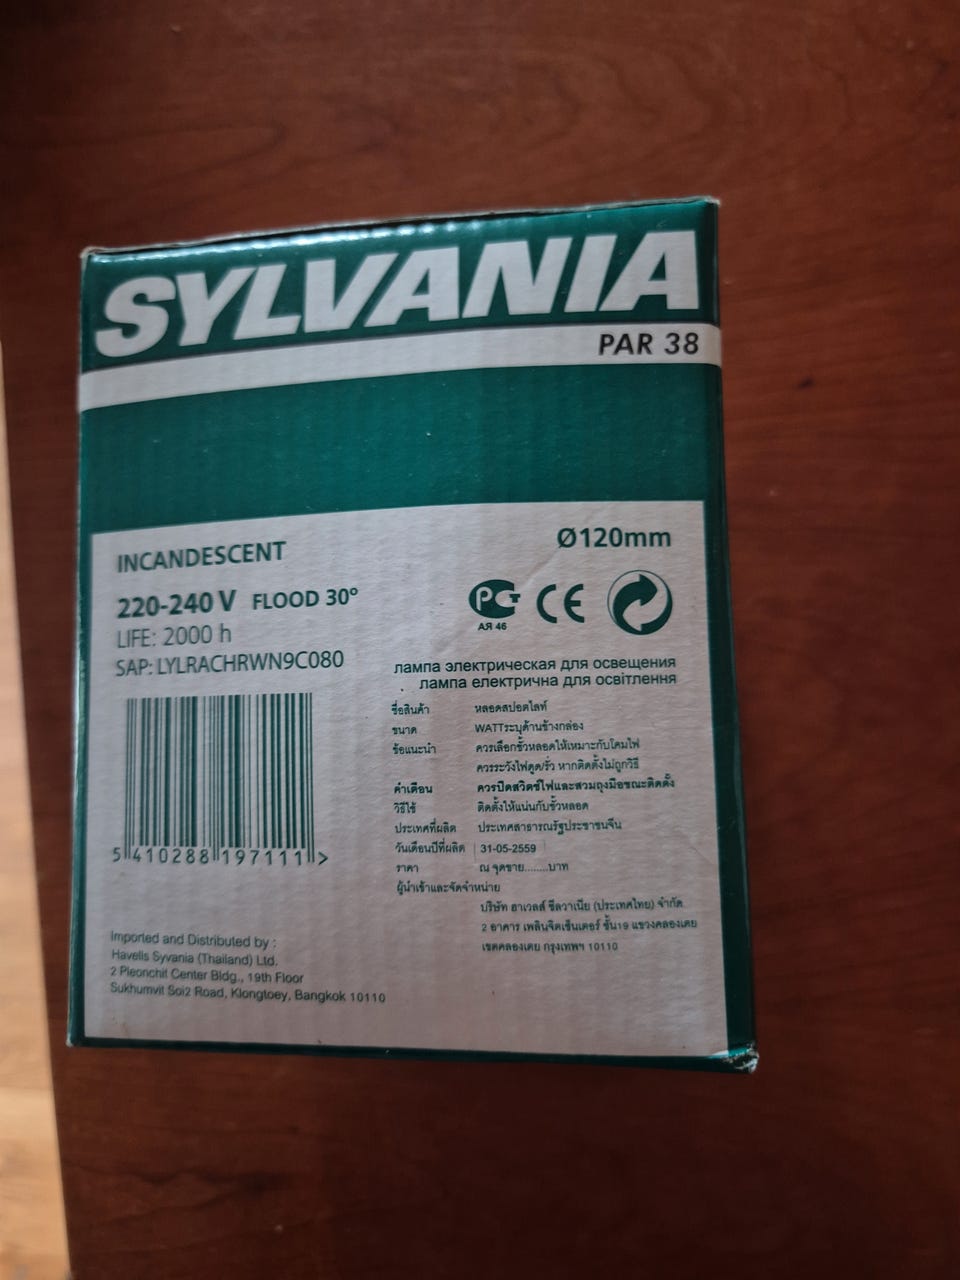 SYLVANIA
PAR 38
INCANDESCENT
Ø120mm
220-240 V FLOOD 30°
LIFE: 2000 h
SAP: LYLRACHRWN9C080
РСТ
АЯ 46
CE
лампа электрическая для освещения
лампа електрична для освітлення
ชื่อสินค้า หลอดสปอตไลท์
ขนาด WATTระบุด้านข้างกล่อง
ข้อแนะนำ ควรเลือกขั้วหลอดให้เหมาะกับโคมไฟ
ควรระวังไฟดูด/รั่ว หากติดตั้งไม่ถูกวิธี
คำเตือน ควรปิดสวิตซ์ไฟและสวมถุงมือขณะติดตั้ง
วิธีใช้ ติดตั้งให้แน่นกับขั้วหลอด
ประเทศที่ผลิต ประเทศสาธารณรัฐประชาชนจีน
วันเดือนปีที่ผลิต 31-05-2559
ราคา ณ จุดขาย........บาท
ผู้นำเข้าและจัดจำหน่าย
บริษัท ฮาเวลส์ ซีลวาเนีย (ประเทศไทย) จำกัด
2 อาคาร เพลินจิตเซ็นเตอร์ ชั้น19 แขวงคลองเตย
เขตคลองเตย กรุงเทพฯ 10110
5 410288 197111 >
Imported and Distributed by :
Havells Syvania (Thailand) Ltd.
2 Pleonchit Center Bldg., 19th Floor
Sukhumvit Soi2 Road, Klongtoey, Bangkok 10110